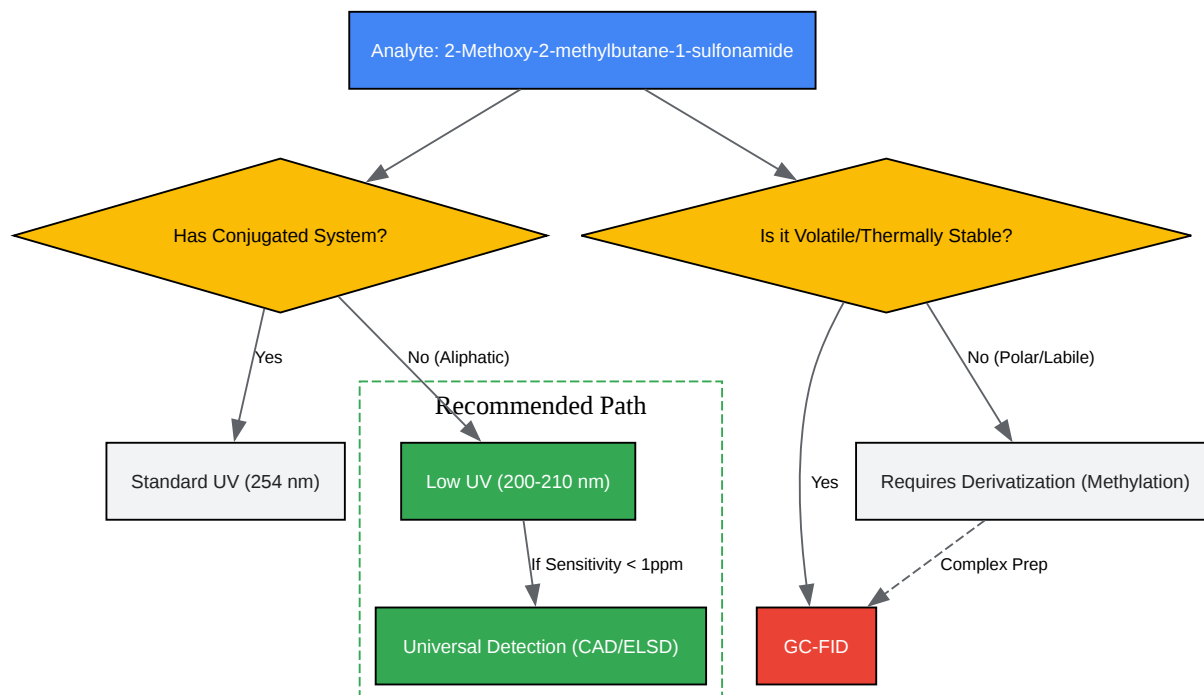 Analyte: 2-Methoxy-2-methylbutane-1-sulfonamide
Has Conjugated System?
Is it Volatile/Thermally Stable?
Yes
No (Aliphatic)
No (Polar/Labile)
Recommended Path
Standard UV (254 nm)
Low UV (200-210 nm)
Yes
Requires Derivatization (Methylation)
If Sensitivity < 1ppm
Complex Prep
Universal Detection (CAD/ELSD)
GC-FID